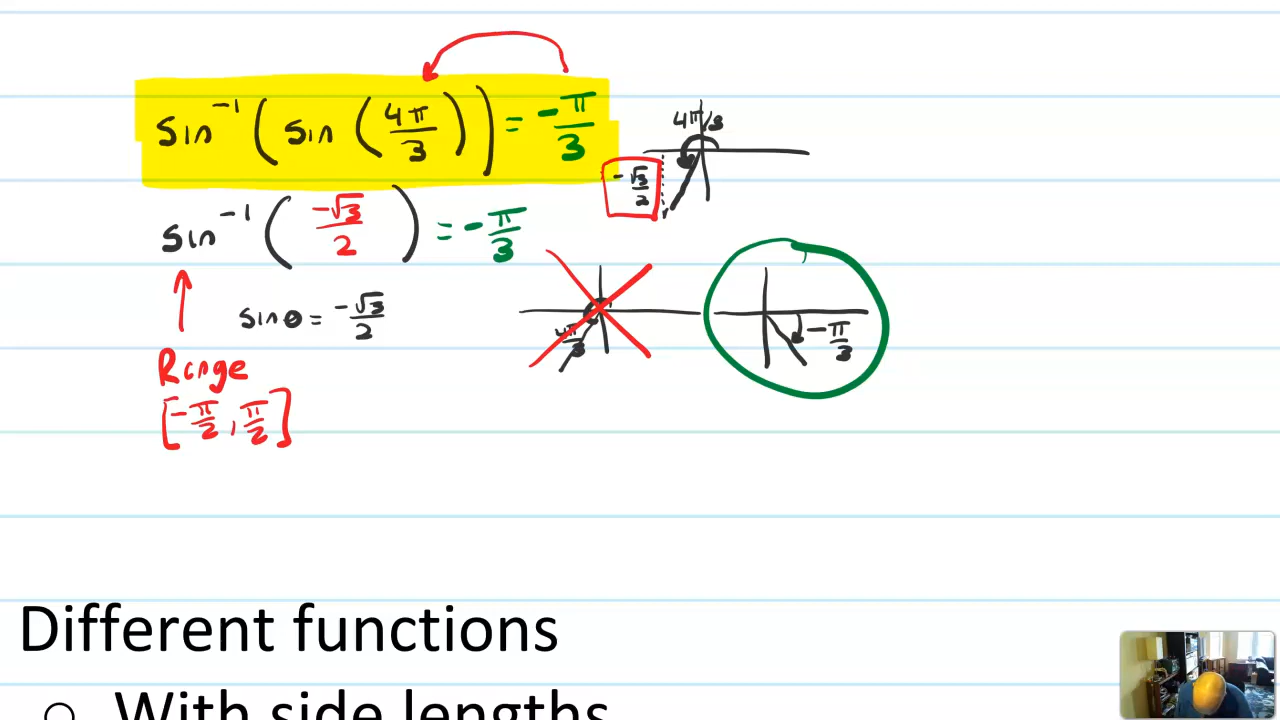 sin⁻¹(sin(4π/3)) = -π/3
4π/3
-√3/2
sin⁻¹(-√3/2) = -π/3
sinθ = -√3/2
4π/3
-π/3
Range
[-π/2, π/2]
Different functions
○ With side lengths